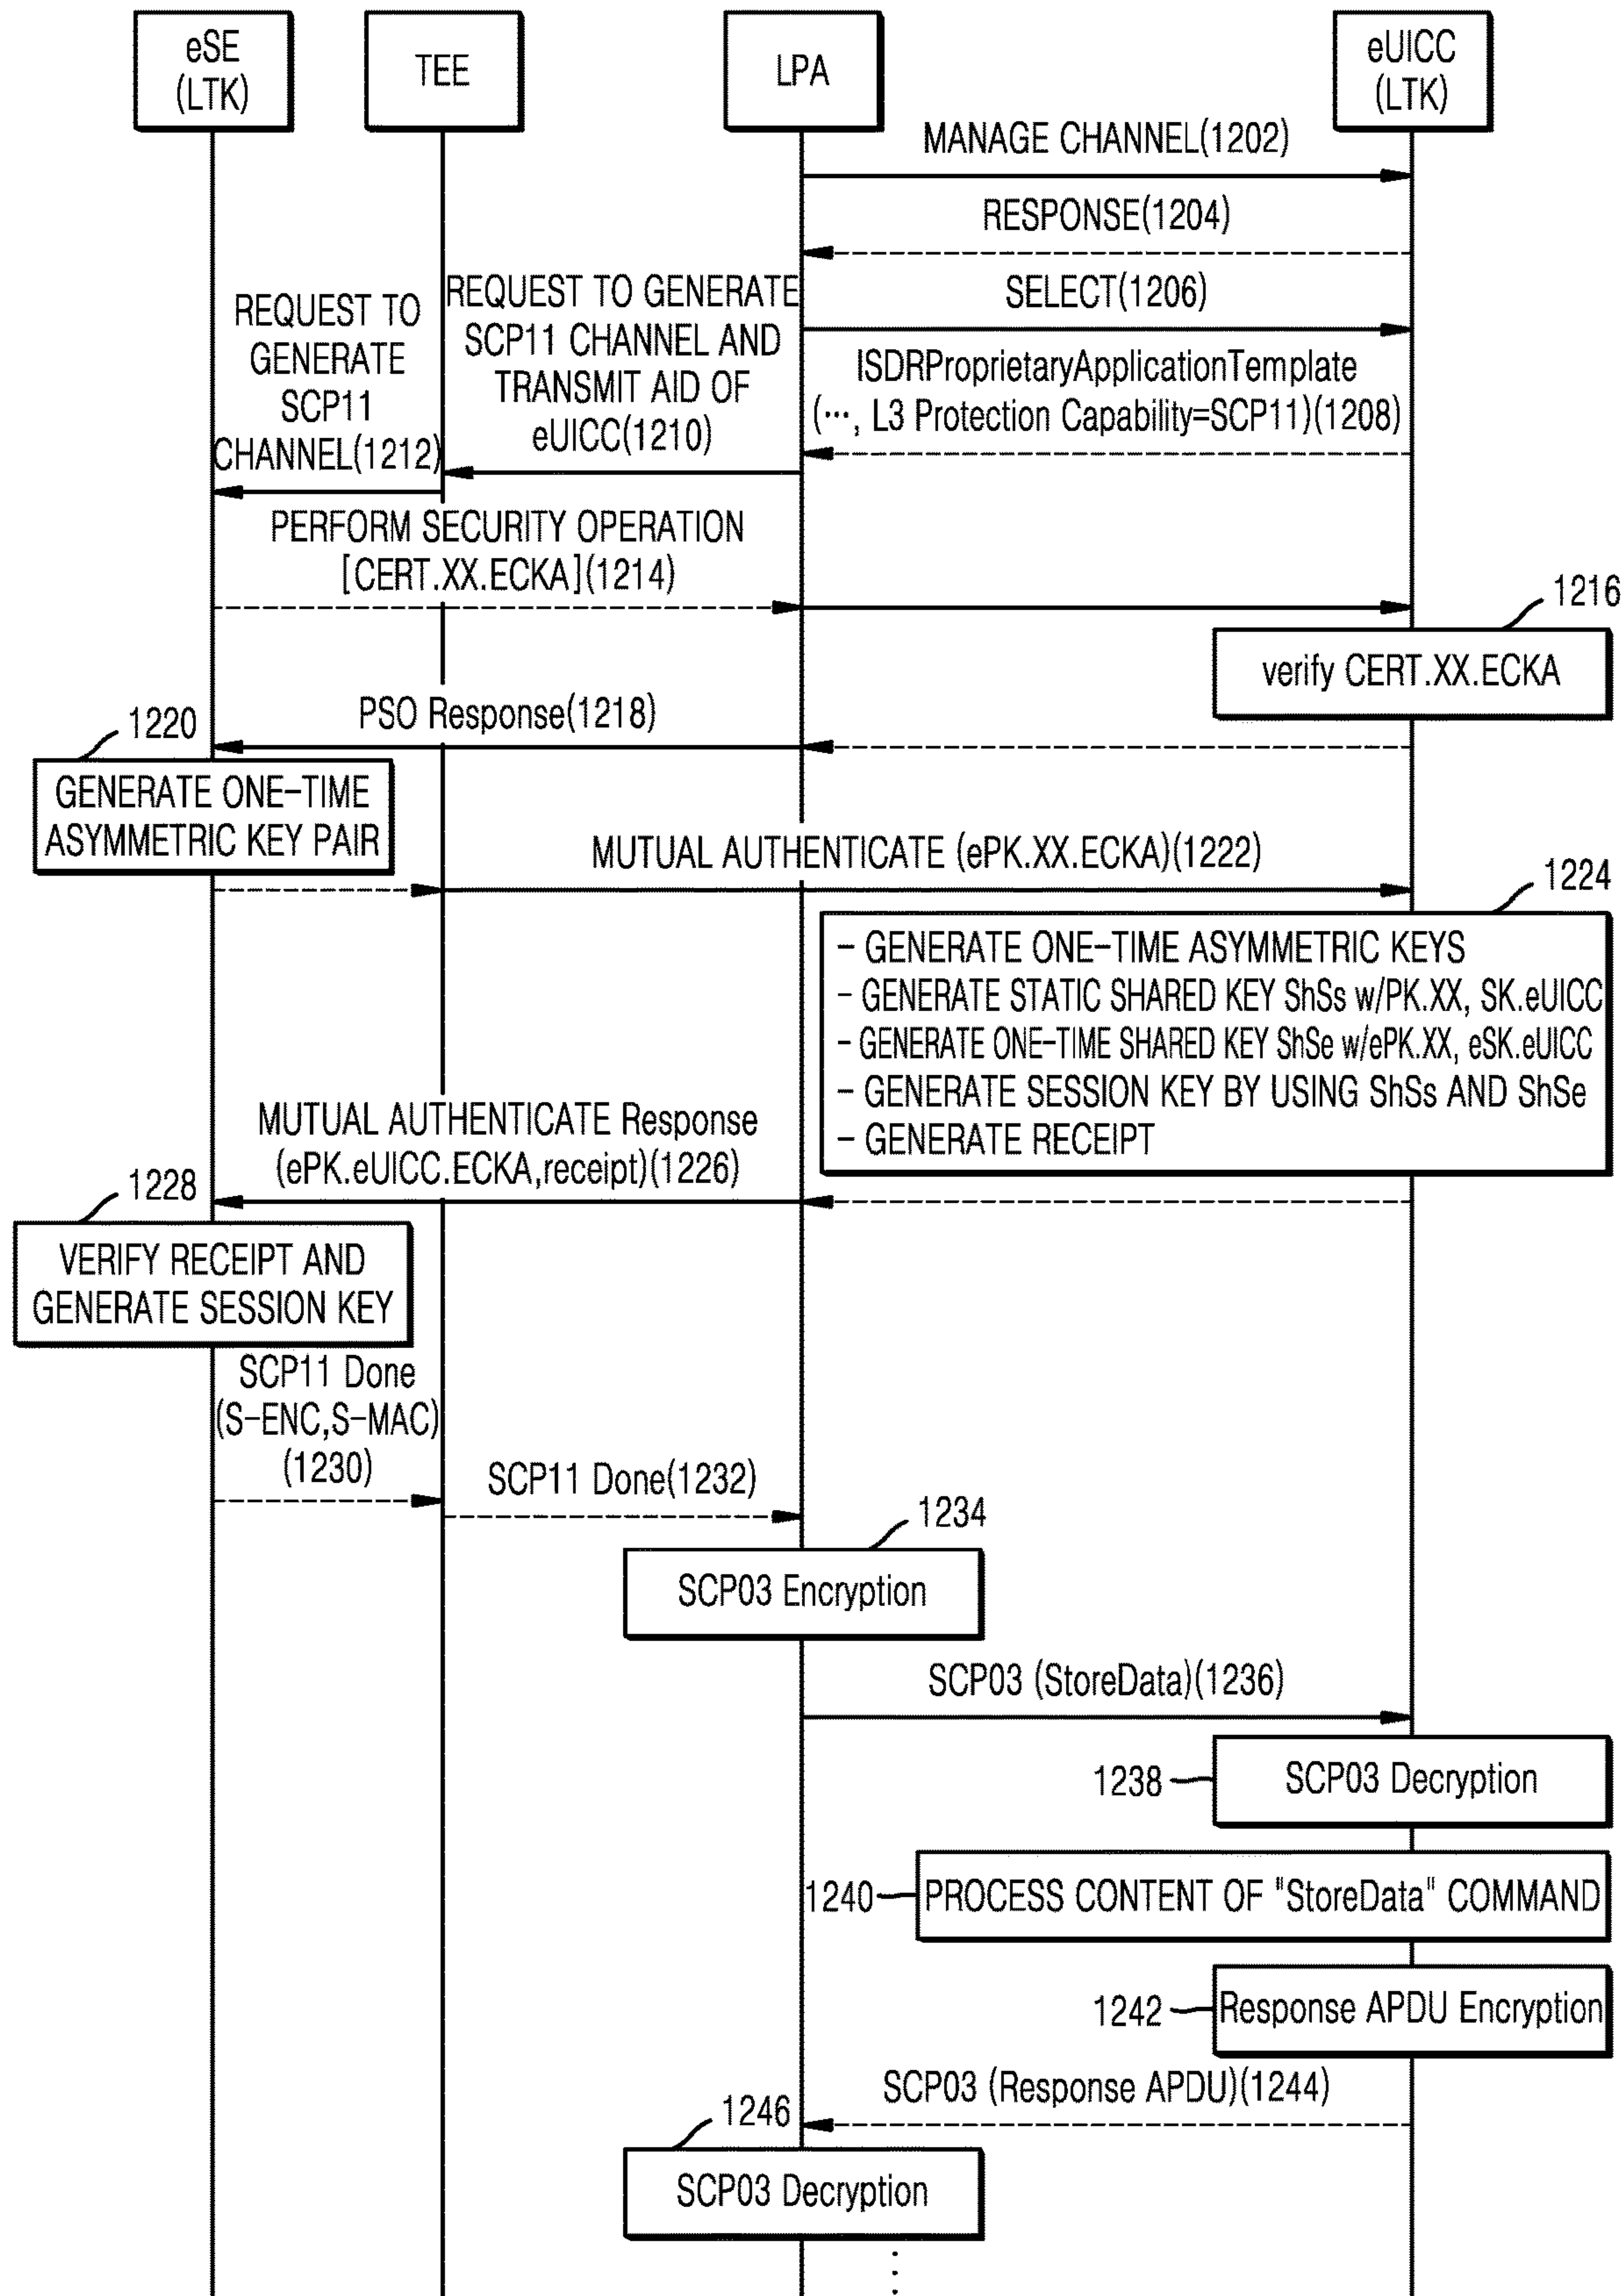 eSE
(LTK)
TEE
LPA
eUICC
(LTK)
MANAGE CHANNEL(1202)
RESPONSE(1204)
SELECT(1206)
ISDRProprietaryApplicationTemplate
(⋯, L3 Protection Capability=SCP11)(1208)
REQUEST TO GENERATE
SCP11 CHANNEL AND
TRANSMIT AID OF
eUICC(1210)
REQUEST TO
GENERATE
SCP11
CHANNEL(1212)
PERFORM SECURITY OPERATION
[CERT.XX.ECKA](1214)
1216
verify CERT.XX.ECKA
PSO Response(1218)
1220
GENERATE ONE-TIME
ASYMMETRIC KEY PAIR
MUTUAL AUTHENTICATE (ePK.XX.ECKA)(1222)
1224
- GENERATE ONE-TIME ASYMMETRIC KEYS
- GENERATE STATIC SHARED KEY ShSs w/PK.XX, SK.eUICC
- GENERATE ONE-TIME SHARED KEY ShSe w/ePK.XX, eSK.eUICC
- GENERATE SESSION KEY BY USING ShSs AND ShSe
- GENERATE RECEIPT
MUTUAL AUTHENTICATE Response
(ePK.eUICC.ECKA,receipt)(1226)
1228
VERIFY RECEIPT AND
GENERATE SESSION KEY
SCP11 Done
(S-ENC,S-MAC)
(1230)
SCP11 Done(1232)
1234
SCP03 Encryption
SCP03 (StoreData)(1236)
1238
SCP03 Decryption
1240
PROCESS CONTENT OF "StoreData" COMMAND
1242
Response APDU Encryption
SCP03 (Response APDU)(1244)
1246
SCP03 Decryption